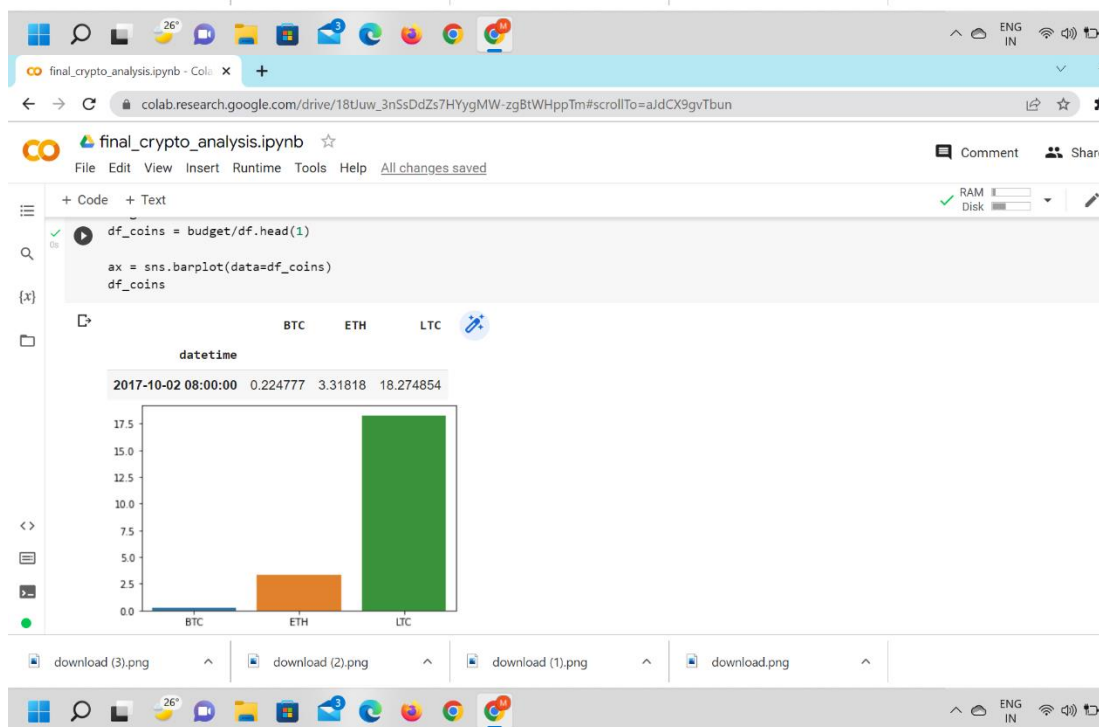 26°
3
M
ENG
IN
final_crypto_analysis.ipynb - Cola
colab.research.google.com/drive/18tUuw_3nSsDdZs7HYygMW-zgBtWHppTm#scrollTo=aJdCX9gvTbun
final_crypto_analysis.ipynb
Comment
Share
File Edit View Insert Runtime Tools Help All changes saved
+ Code + Text
RAM
Disk
0s
df_coins = budget/df.head(1)
ax = sns.barplot(data=df_coins)
df_coins
{x}
BTC ETH LTC
datetime
2017-10-02 08:00:00 0.224777 3.31818 18.274854
17.5
15.0
12.5
10.0
7.5
5.0
2.5
0.0
BTC ETH LTC
download (3).png download (2).png download (1).png download.png
26°
3
M
ENG
IN